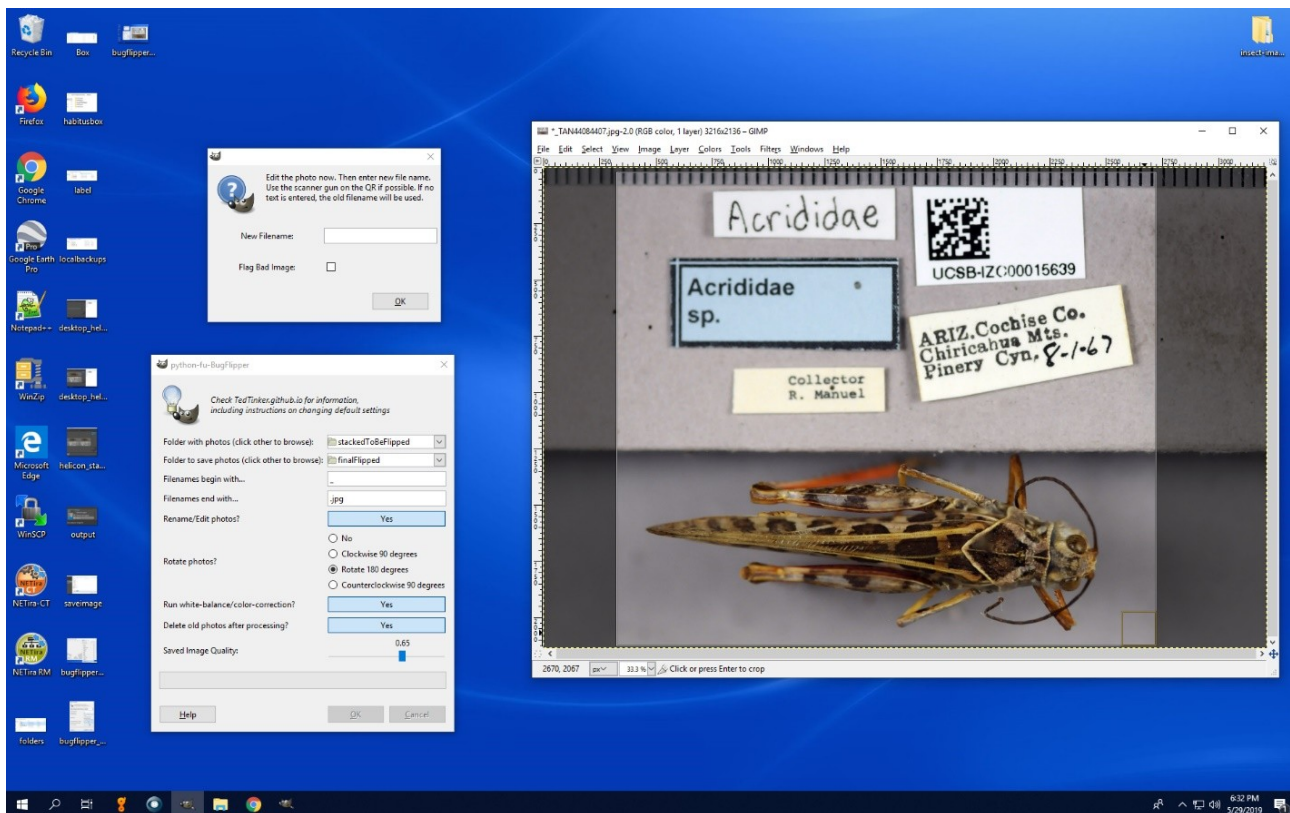 Recycle Bin
Box
bugflipper...
insect-ima...
Firefox
habitusbox
Google
Chrome
label
Pro
Google Earth
Pro
localbackups
Notepad++
desktop_hel...
WinZip
desktop_hel...
Microsoft
Edge
helicon_sta...
WinSCP
output
NETira-CT
saveimage
NETira RM
bugflipper...
folders
bugflipper_...
Edit the photo now. Then enter new file name.
Use the scanner gun on the QR if possible. If no
text is entered, the old filename will be used.
New Filename:
Flag Bad Image:
OK
python-fu-BugFlipper
Check TedTinker.github.io for information,
including instructions on changing default settings
Folder with photos (click other to browse): stackedToBeFlipped
Folder to save photos (click other to browse): finalFlipped
Filenames begin with... _
Filenames end with... .jpg
Rename/Edit photos? Yes
Rotate photos?
No
Clockwise 90 degrees
Rotate 180 degrees
Counterclockwise 90 degrees
Run white-balance/color-correction? Yes
Delete old photos after processing? Yes
Saved Image Quality: 0.65
Help OK Cancel
*_TAN44084407.jpg-2.0 (RGB color, 1 layer) 3216x2136 – GIMP
File Edit Select View Image Layer Colors Tools Filters Windows Help
Acrididae
UCSB-IZC00015639
Acrididae
sp.
ARIZ.Cochise Co.
Chiricahua Mts.
Pinery Cyn, 8-1-67
Collector
R. Manuel
2670, 2067 px 33.3 % Click or press Enter to crop
6:32 PM
5/29/2019